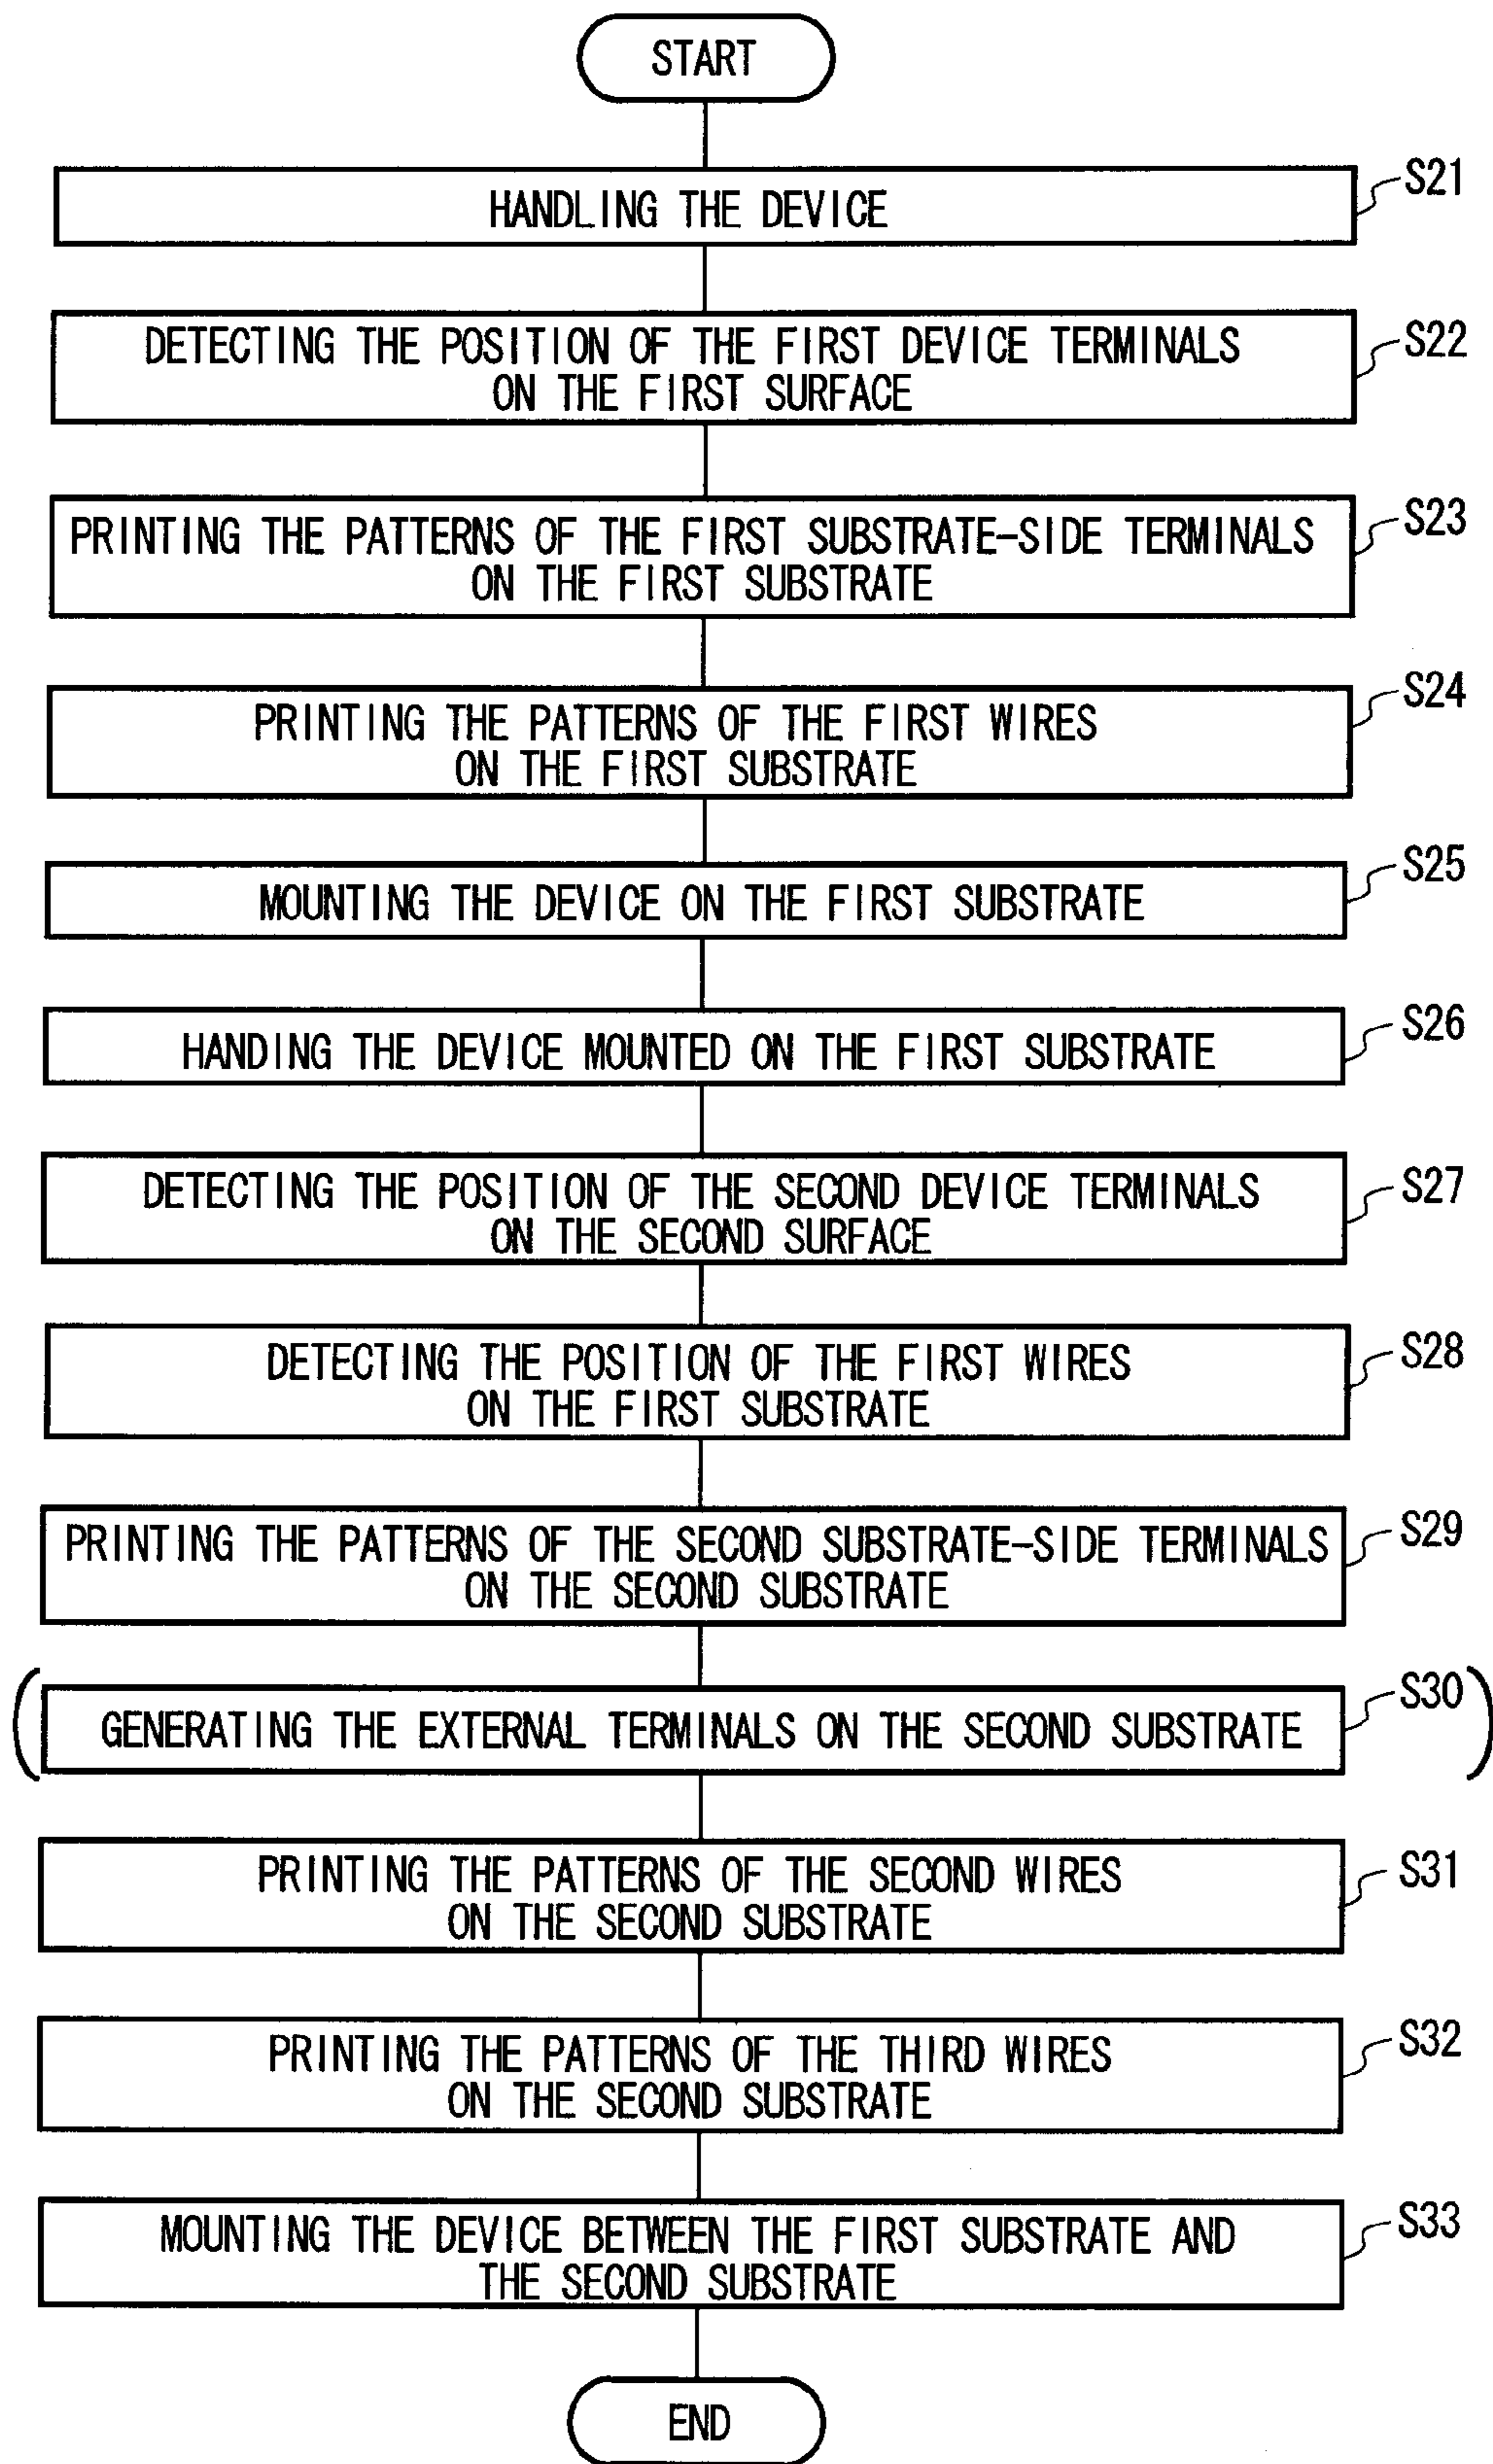 START
S21
HANDLING THE DEVICE
S22
DETECTING THE POSITION OF THE FIRST DEVICE TERMINALS
ON THE FIRST SURFACE
S23
PRINTING THE PATTERNS OF THE FIRST SUBSTRATE-SIDE TERMINALS
ON THE FIRST SUBSTRATE
S24
PRINTING THE PATTERNS OF THE FIRST WIRES
ON THE FIRST SUBSTRATE
S25
MOUNTING THE DEVICE ON THE FIRST SUBSTRATE
S26
HANDING THE DEVICE MOUNTED ON THE FIRST SUBSTRATE
S27
DETECTING THE POSITION OF THE SECOND DEVICE TERMINALS
ON THE SECOND SURFACE
S28
DETECTING THE POSITION OF THE FIRST WIRES
ON THE FIRST SUBSTRATE
S29
PRINTING THE PATTERNS OF THE SECOND SUBSTRATE-SIDE TERMINALS
ON THE SECOND SUBSTRATE
S30
(GENERATING THE EXTERNAL TERMINALS ON THE SECOND SUBSTRATE)
S31
PRINTING THE PATTERNS OF THE SECOND WIRES
ON THE SECOND SUBSTRATE
S32
PRINTING THE PATTERNS OF THE THIRD WIRES
ON THE SECOND SUBSTRATE
S33
MOUNTING THE DEVICE BETWEEN THE FIRST SUBSTRATE AND
THE SECOND SUBSTRATE
END